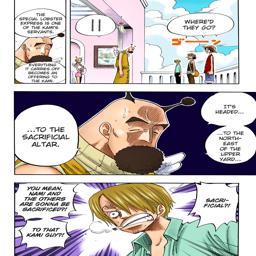 THE
SPECIAL LOBSTER
EXPRESS IS ONE
OF THE KAMI'S
SERVANTS.
EVERYTHING
IT CARRIES OFF
BECOMES AN
OFFERING TO
THE KAMI.
!!
WHERE'D
THEY GO?
IT'S
HEADED...
...TO THE
NORTH-
EAST OF
THE UPPER
YARD...
...TO THE
SACRIFICIAL
ALTAR.
SACRI-
FICIAL?!
YOU MEAN,
NAMI AND THE
OTHERS ARE
GONNA BE
SACRIFICED?!
TO THAT
KAMI GUY?!